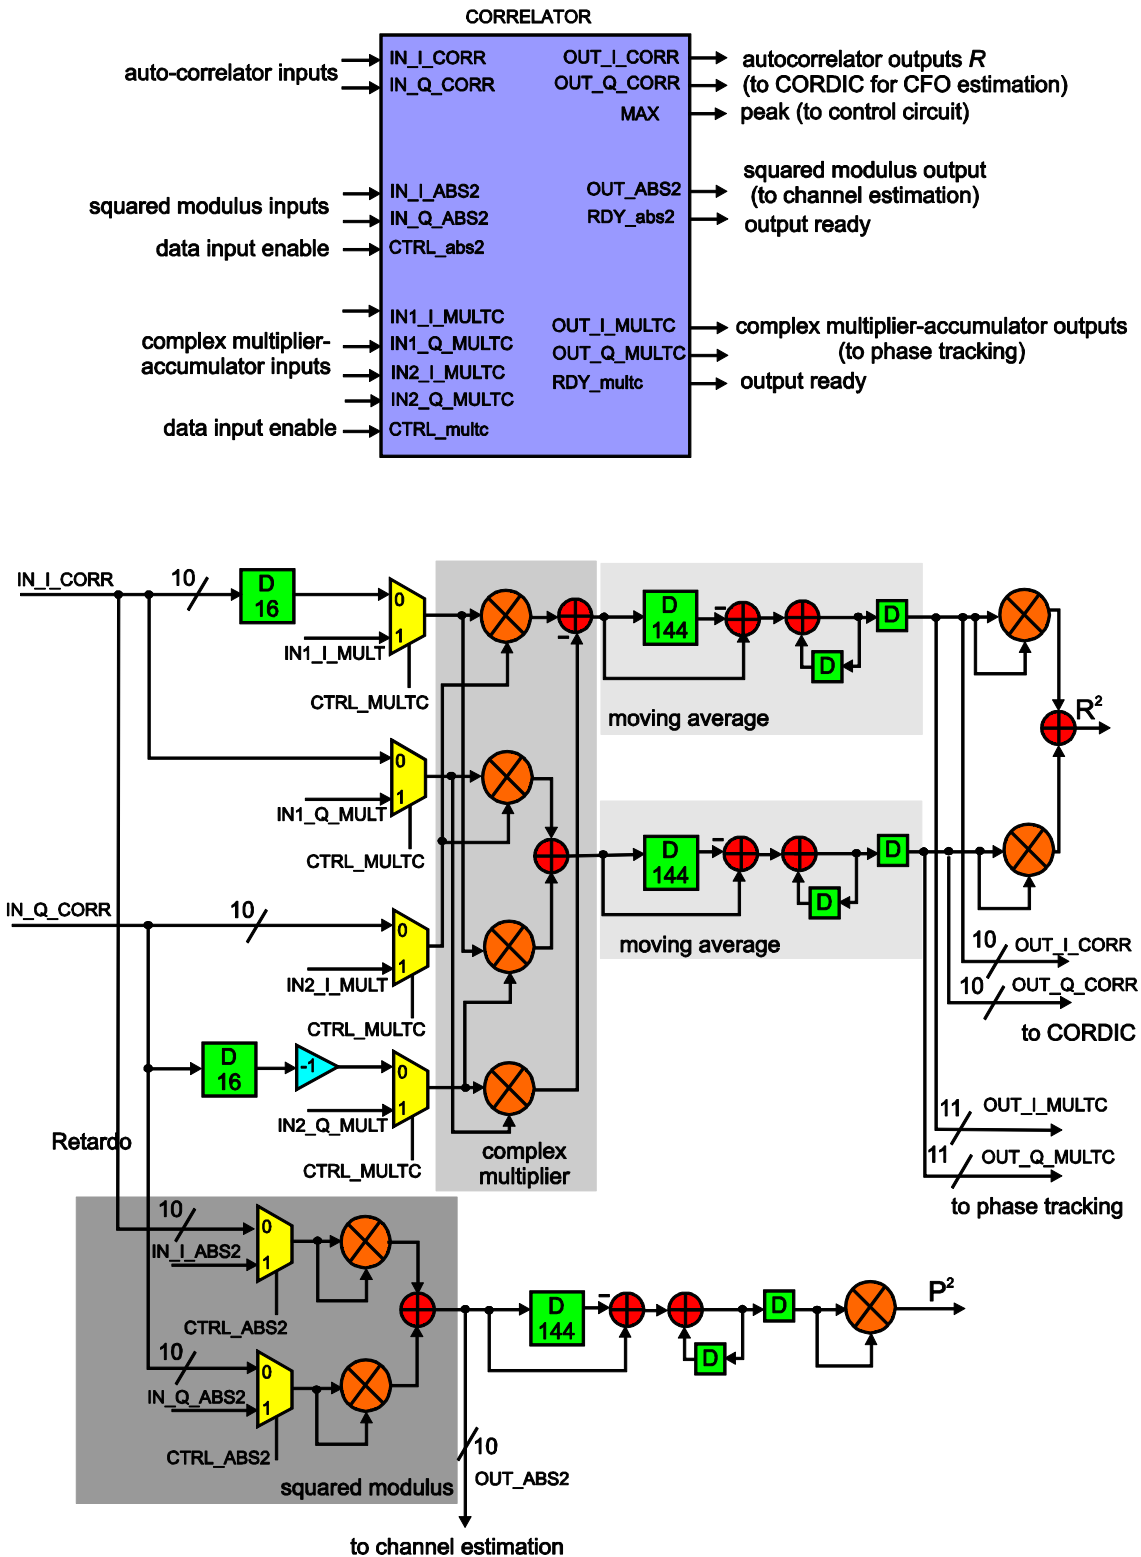 CORRELATOR
auto-correlator inputs
IN_I_CORR
IN_Q_CORR
OUT_I_CORR
OUT_Q_CORR
MAX
autocorrelator outputs R
(to CORDIC for CFO estimation)
peak (to control circuit)
squared modulus inputs
data input enable
IN_I_ABS2
IN_Q_ABS2
CTRL_abs2
OUT_ABS2
RDY_abs2
squared modulus output
(to channel estimation)
output ready
complex multiplier-
accumulator inputs
data input enable
IN1_I_MULTC
IN1_Q_MULTC
IN2_I_MULTC
IN2_Q_MULTC
CTRL_multc
OUT_I_MULTC
OUT_Q_MULTC
RDY_multc
complex multiplier-accumulator outputs
(to phase tracking)
output ready
IN_I_CORR
10
D
16
0
1
IN1_I_MULT
CTRL_MULTC
–
–
D
144
D
D
moving average
R²
0
1
IN1_Q_MULT
CTRL_MULTC
–
D
144
D
D
moving average
IN_Q_CORR
10
0
1
IN2_I_MULT
CTRL_MULTC
10
OUT_I_CORR
10
OUT_Q_CORR
to CORDIC
D
16
-1
0
1
IN2_Q_MULT
CTRL_MULTC
complex
multiplier
Retardo
11
OUT_I_MULTC
11
OUT_Q_MULTC
to phase tracking
10
IN_I_ABS2
0
1
CTRL_ABS2
10
IN_Q_ABS2
0
1
CTRL_ABS2
squared modulus
–
D
144
D
D
P²
10
OUT_ABS2
to channel estimation